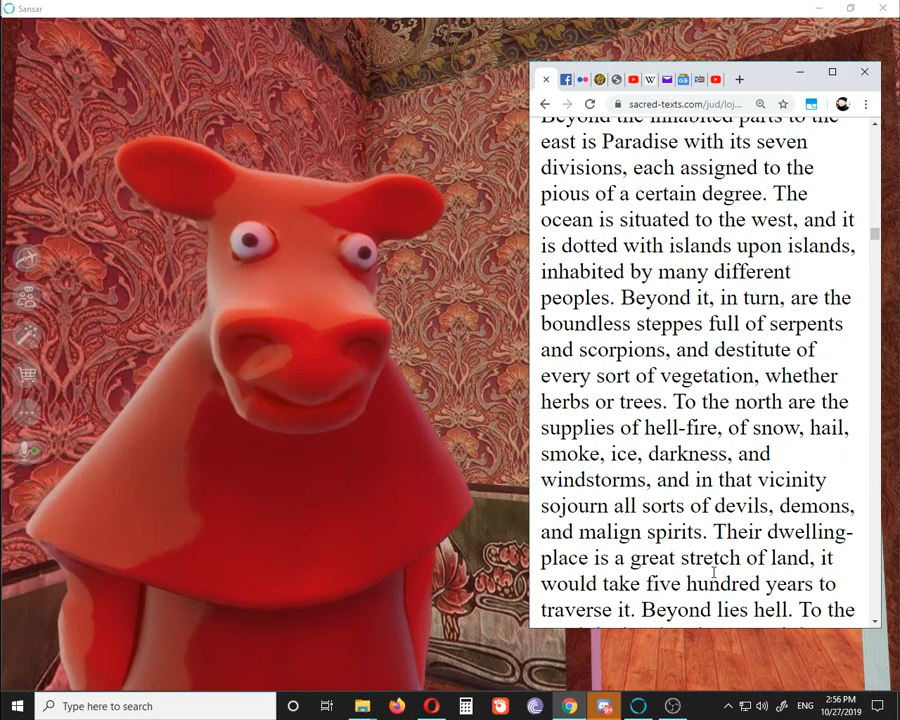 Sansar
sacred-texts.com/jud/loj...
Beyond the inhabited parts to the
east is Paradise with its seven
divisions, each assigned to the
pious of a certain degree. The
ocean is situated to the west, and it
is dotted with islands upon islands,
inhabited by many different
peoples. Beyond it, in turn, are the
boundless steppes full of serpents
and scorpions, and destitute of
every sort of vegetation, whether
herbs or trees. To the north are the
supplies of hell-fire, of snow, hail,
smoke, ice, darkness, and
windstorms, and in that vicinity
sojourn all sorts of devils, demons,
and malign spirits. Their dwelling-
place is a great stretch of land, it
would take five hundred years to
traverse it. Beyond lies hell. To the
Type here to search
ENG
2:56 PM
10/27/2019